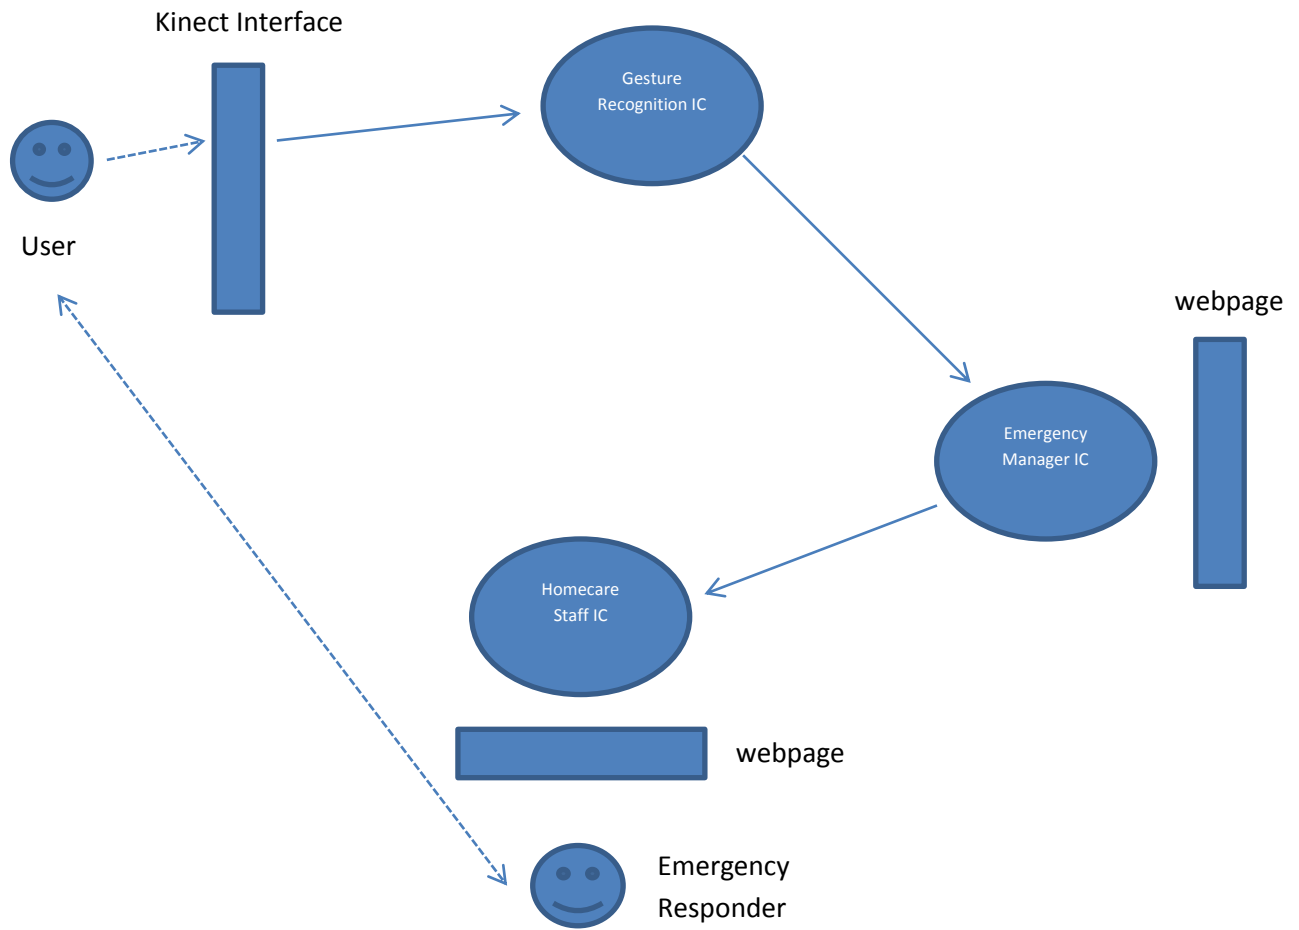 Kinect Interface
Gesture
Recognition IC
User
webpage
Emergency
Manager IC
Homecare
Staff IC
webpage
Emergency
Responder